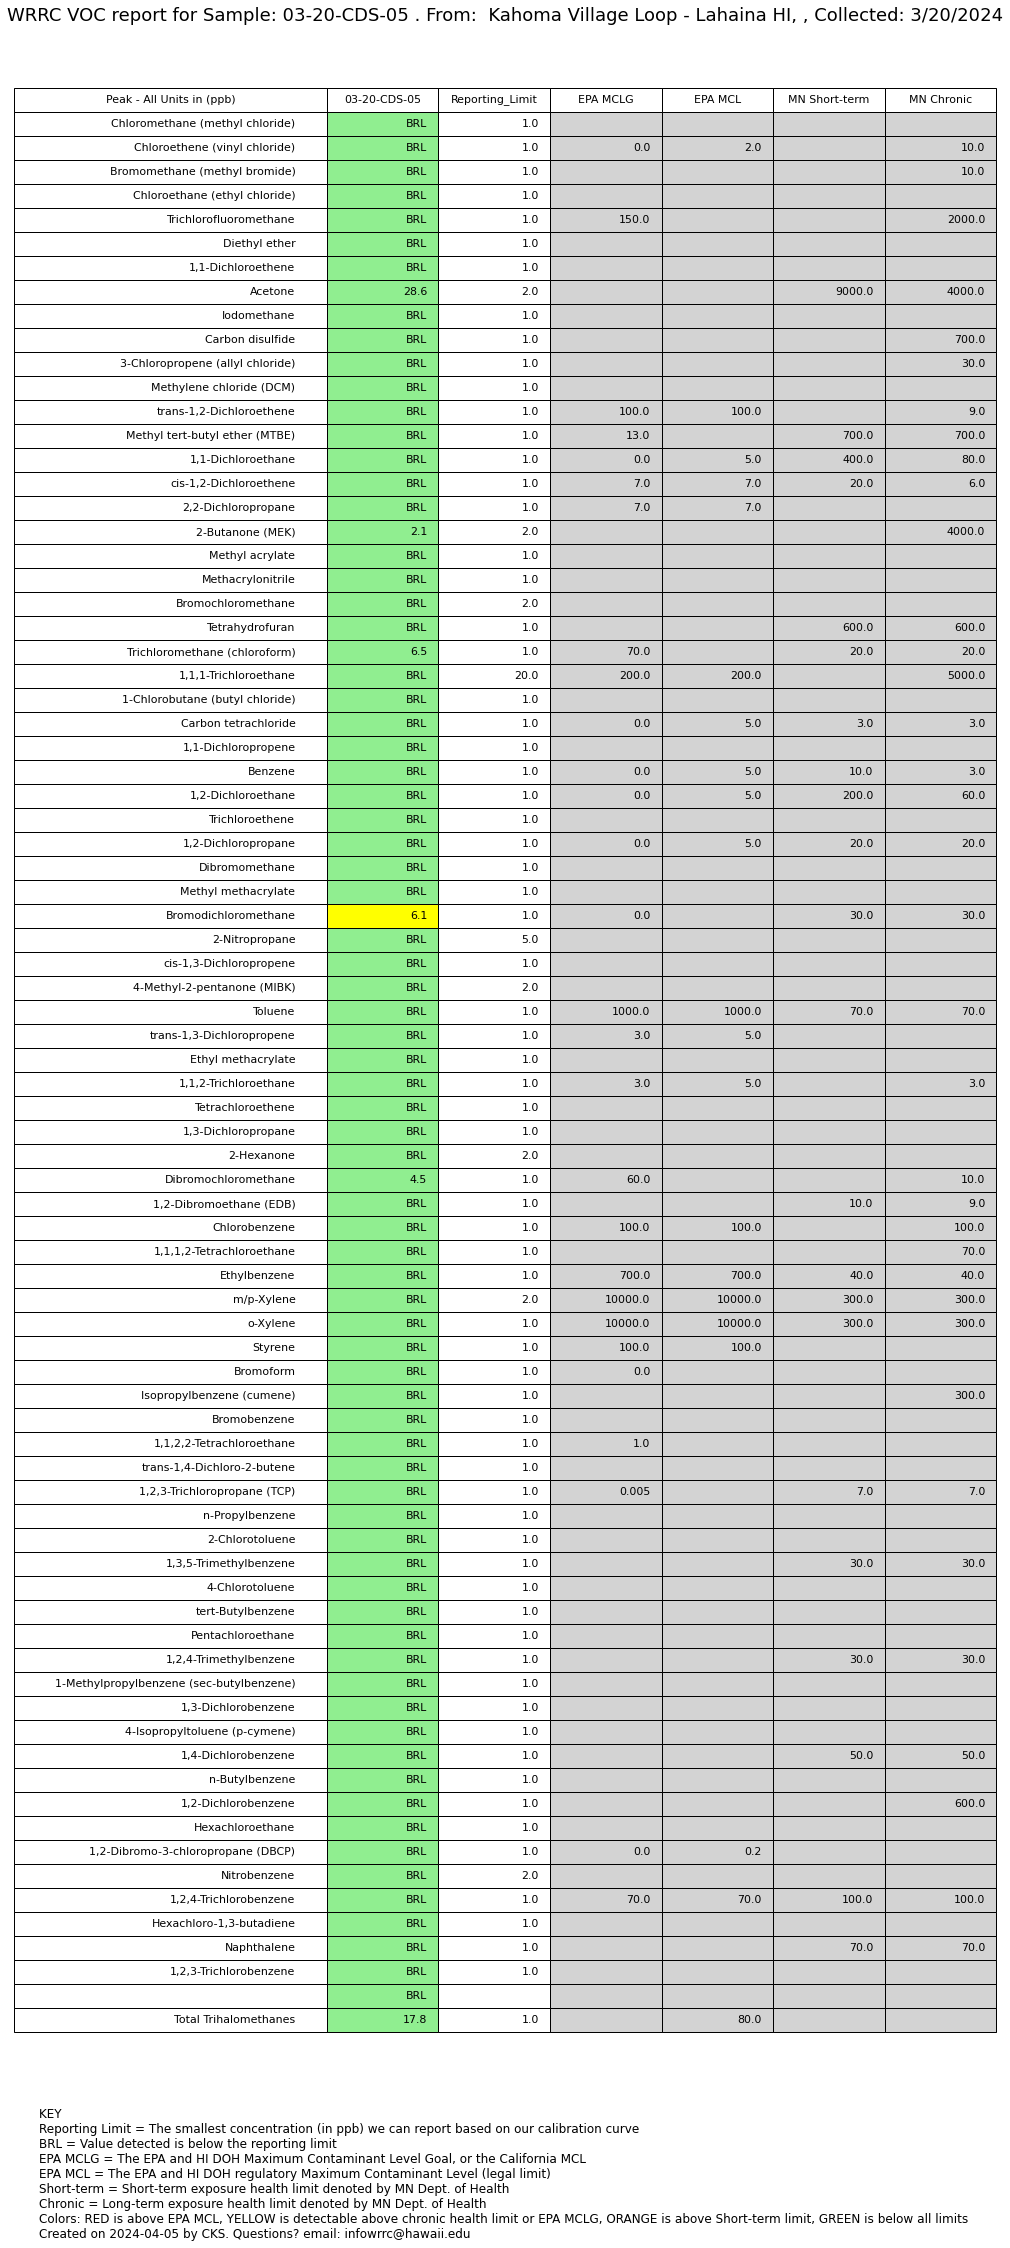 WRRC VOC report for Sample: 03-20-CDS-05 . From:  Kahoma Village Loop - Lahaina HI, , Collected: 3/20/2024
Peak - All Units in (ppb) 03-20-CDS-05 Reporting_Limit EPA MCLG EPA MCL MN Short-term MN Chronic
Chloromethane (methyl chloride) BRL 1.0
Chloroethene (vinyl chloride) BRL 1.0 0.0 2.0 10.0
Bromomethane (methyl bromide) BRL 1.0 10.0
Chloroethane (ethyl chloride) BRL 1.0
Trichlorofluoromethane BRL 1.0 150.0 2000.0
Diethyl ether BRL 1.0
1,1-Dichloroethene BRL 1.0
Acetone 28.6 2.0 9000.0 4000.0
Iodomethane BRL 1.0
Carbon disulfide BRL 1.0 700.0
3-Chloropropene (allyl chloride) BRL 1.0 30.0
Methylene chloride (DCM) BRL 1.0
trans-1,2-Dichloroethene BRL 1.0 100.0 100.0 9.0
Methyl tert-butyl ether (MTBE) BRL 1.0 13.0 700.0 700.0
1,1-Dichloroethane BRL 1.0 0.0 5.0 400.0 80.0
cis-1,2-Dichloroethene BRL 1.0 7.0 7.0 20.0 6.0
2,2-Dichloropropane BRL 1.0 7.0 7.0
2-Butanone (MEK) 2.1 2.0 4000.0
Methyl acrylate BRL 1.0
Methacrylonitrile BRL 1.0
Bromochloromethane BRL 2.0
Tetrahydrofuran BRL 1.0 600.0 600.0
Trichloromethane (chloroform) 6.5 1.0 70.0 20.0 20.0
1,1,1-Trichloroethane BRL 20.0 200.0 200.0 5000.0
1-Chlorobutane (butyl chloride) BRL 1.0
Carbon tetrachloride BRL 1.0 0.0 5.0 3.0 3.0
1,1-Dichloropropene BRL 1.0
Benzene BRL 1.0 0.0 5.0 10.0 3.0
1,2-Dichloroethane BRL 1.0 0.0 5.0 200.0 60.0
Trichloroethene BRL 1.0
1,2-Dichloropropane BRL 1.0 0.0 5.0 20.0 20.0
Dibromomethane BRL 1.0
Methyl methacrylate BRL 1.0
Bromodichloromethane 6.1 1.0 0.0 30.0 30.0
2-Nitropropane BRL 5.0
cis-1,3-Dichloropropene BRL 1.0
4-Methyl-2-pentanone (MIBK) BRL 2.0
Toluene BRL 1.0 1000.0 1000.0 70.0 70.0
trans-1,3-Dichloropropene BRL 1.0 3.0 5.0
Ethyl methacrylate BRL 1.0
1,1,2-Trichloroethane BRL 1.0 3.0 5.0 3.0
Tetrachloroethene BRL 1.0
1,3-Dichloropropane BRL 1.0
2-Hexanone BRL 2.0
Dibromochloromethane 4.5 1.0 60.0 10.0
1,2-Dibromoethane (EDB) BRL 1.0 10.0 9.0
Chlorobenzene BRL 1.0 100.0 100.0 100.0
1,1,1,2-Tetrachloroethane BRL 1.0 70.0
Ethylbenzene BRL 1.0 700.0 700.0 40.0 40.0
m/p-Xylene BRL 2.0 10000.0 10000.0 300.0 300.0
o-Xylene BRL 1.0 10000.0 10000.0 300.0 300.0
Styrene BRL 1.0 100.0 100.0
Bromoform BRL 1.0 0.0
Isopropylbenzene (cumene) BRL 1.0 300.0
Bromobenzene BRL 1.0
1,1,2,2-Tetrachloroethane BRL 1.0 1.0
trans-1,4-Dichloro-2-butene BRL 1.0
1,2,3-Trichloropropane (TCP) BRL 1.0 0.005 7.0 7.0
n-Propylbenzene BRL 1.0
2-Chlorotoluene BRL 1.0
1,3,5-Trimethylbenzene BRL 1.0 30.0 30.0
4-Chlorotoluene BRL 1.0
tert-Butylbenzene BRL 1.0
Pentachloroethane BRL 1.0
1,2,4-Trimethylbenzene BRL 1.0 30.0 30.0
1-Methylpropylbenzene (sec-butylbenzene) BRL 1.0
1,3-Dichlorobenzene BRL 1.0
4-Isopropyltoluene (p-cymene) BRL 1.0
1,4-Dichlorobenzene BRL 1.0 50.0 50.0
n-Butylbenzene BRL 1.0
1,2-Dichlorobenzene BRL 1.0 600.0
Hexachloroethane BRL 1.0
1,2-Dibromo-3-chloropropane (DBCP) BRL 1.0 0.0 0.2
Nitrobenzene BRL 2.0
1,2,4-Trichlorobenzene BRL 1.0 70.0 70.0 100.0 100.0
Hexachloro-1,3-butadiene BRL 1.0
Naphthalene BRL 1.0 70.0 70.0
1,2,3-Trichlorobenzene BRL 1.0
BRL
Total Trihalomethanes 17.8 1.0 80.0
KEY
Reporting Limit = The smallest concentration (in ppb) we can report based on our calibration curve
BRL = Value detected is below the reporting limit
EPA MCLG = The EPA and HI DOH Maximum Contaminant Level Goal, or the California MCL
EPA MCL = The EPA and HI DOH regulatory Maximum Contaminant Level (legal limit)
Short-term = Short-term exposure health limit denoted by MN Dept. of Health
Chronic = Long-term exposure health limit denoted by MN Dept. of Health
Colors: RED is above EPA MCL, YELLOW is detectable above chronic health limit or EPA MCLG, ORANGE is above Short-term limit, GREEN is below all limits
Created on 2024-04-05 by CKS. Questions? email: infowrrc@hawaii.edu